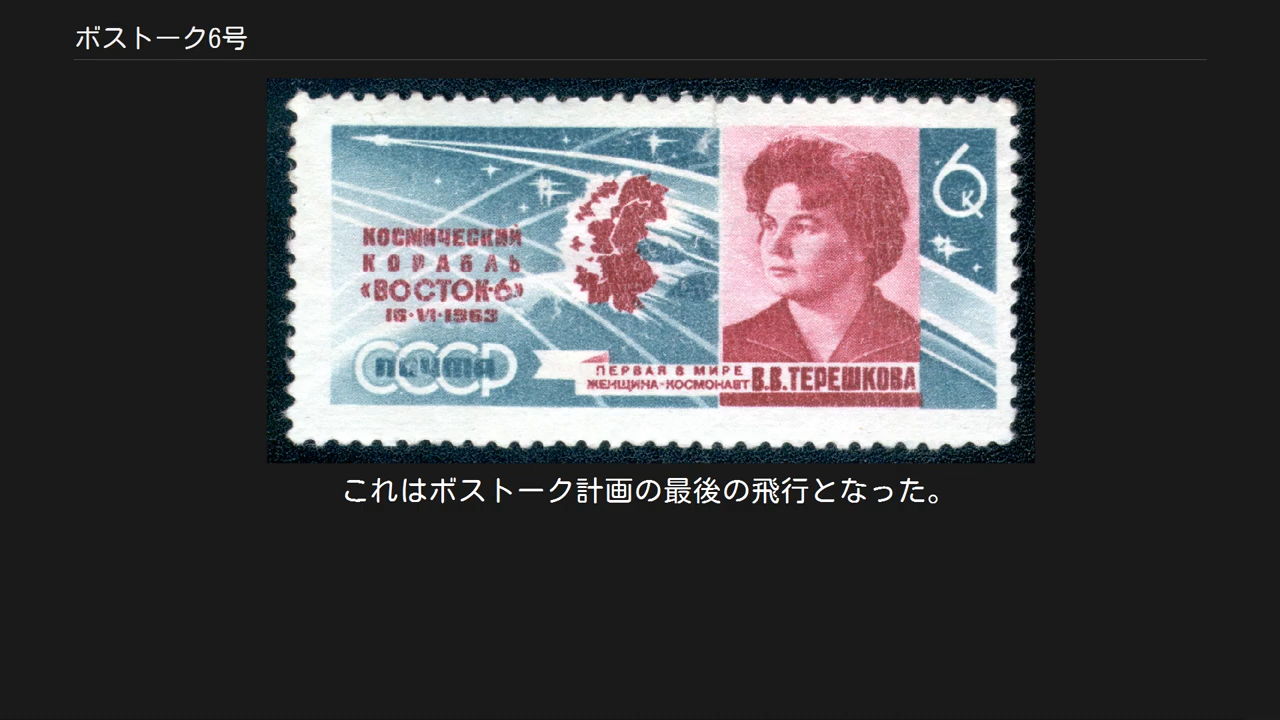 ボストーク6号
6
К
КОСМИЧЕСКИЙ
КОРАБЛЬ
«ВОСТОК-6»
16·VI·1963
СССР
почта
ПЕРВАЯ В МИРЕ
ЖЕНЩИНА-КОСМОНАВТ В.В.ТЕРЕШКОВА
これはボストーク計画の最後の飛行となった。